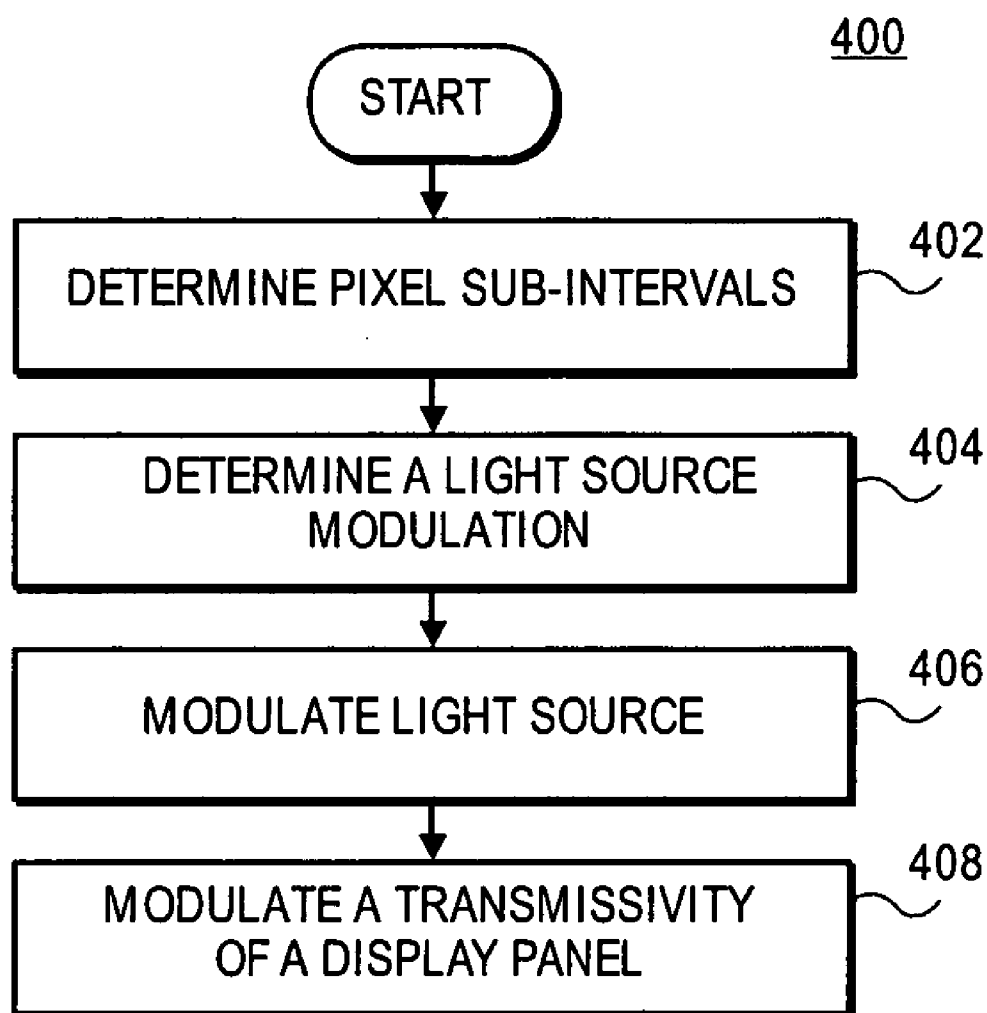 400
START
DETERMINE PIXEL SUB-INTERVALS
402
DETERMINE A LIGHT SOURCE
MODULATION
404
MODULATE LIGHT SOURCE
406
MODULATE A TRANSMISSIVITY
OF A DISPLAY PANEL
408